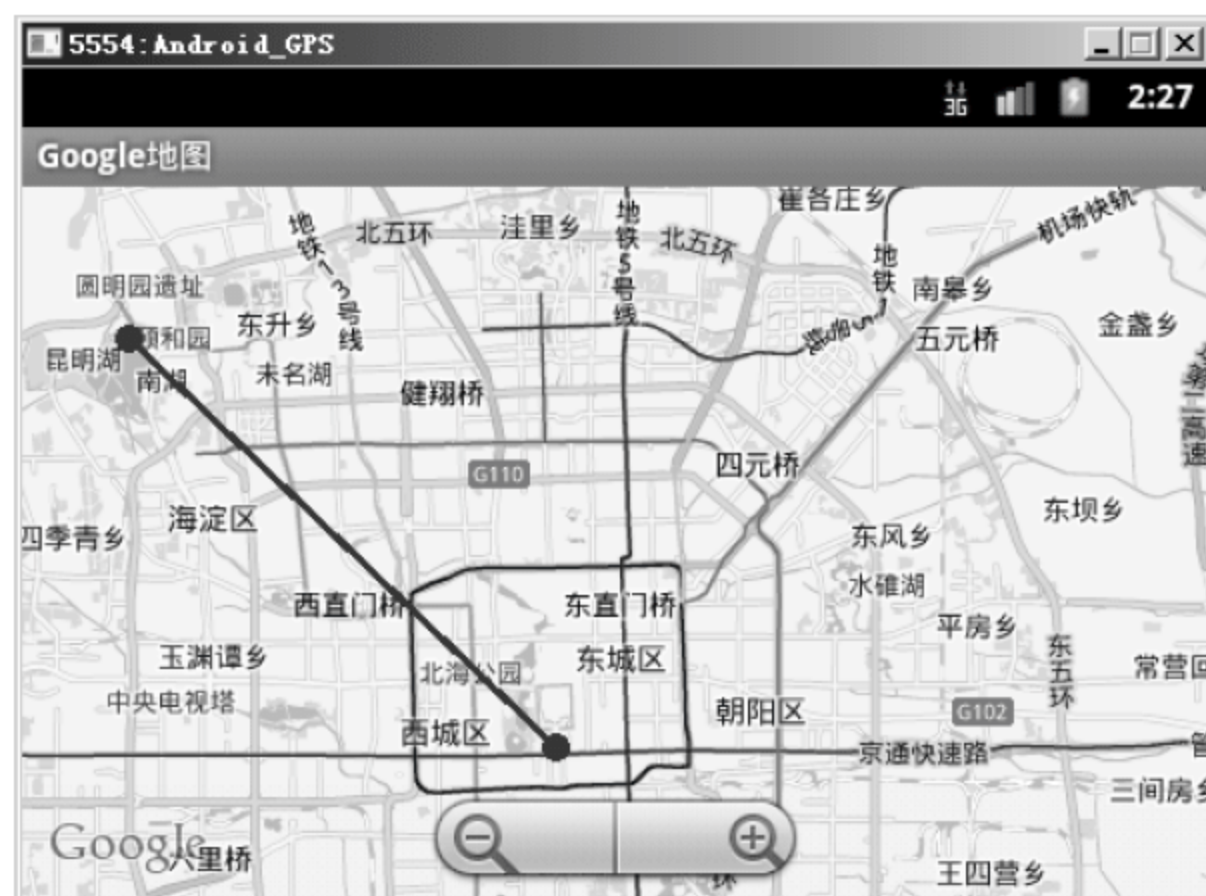 5554:Android_GPS
3G
2:27
Google地图
崔各庄乡
机场快轨
地铁13号线
北五环
洼里乡
地铁5号线
北五环
地铁
圆明园遗址
南皋乡
东升乡
金盏乡
颐和园
五元桥
昆明湖
南湖
未名湖
健翔桥
四元桥
G110
东坝乡
海淀区
四季青乡
东风乡
水碓湖
西直门桥
东直门桥
平房乡
玉渊潭乡
东城区
东五环
常营回
北海公园
中央电视塔
朝阳区
G102
西城区
京通快速路
管
三间房乡
Google
六里桥
王四营乡
环